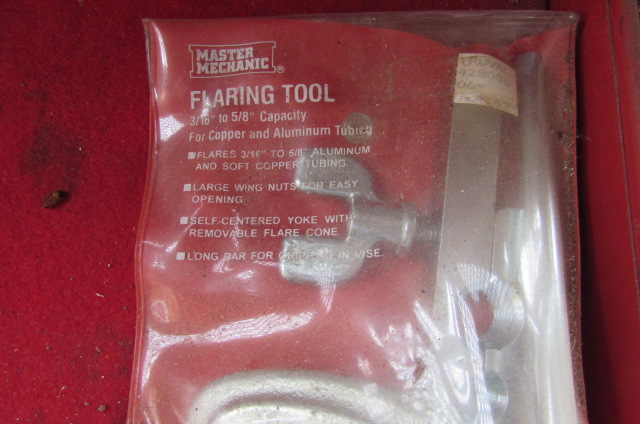 MASTER
MECHANIC®
FLARING TOOL
3/16" to 5/8" Capacity
For Copper and Aluminum Tubing
■ FLARES 3/16" TO 5/8" ALUMINUM
AND SOFT COPPER TUBING.
■ LARGE WING NUTS FOR EASY
OPENING.
■ SELF-CENTERED YOKE WITH
REMOVABLE FLARE CONE.
■ LONG BAR FOR GRIPPING IN VISE.